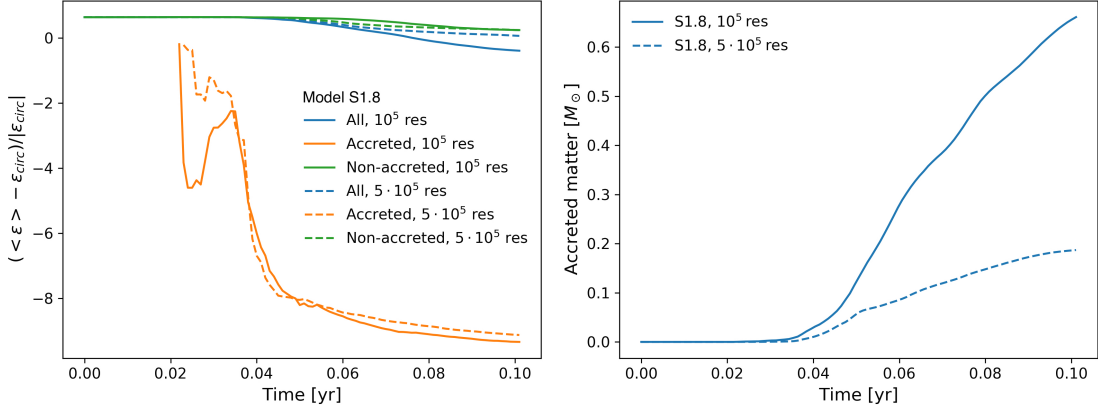 (< ε > − ε_circ)/|ε_circ|
0
−2
−4
−6
−8
Model S1.8
All, 10⁵ res
Accreted, 10⁵ res
Non-accreted, 10⁵ res
All, 5 · 10⁵ res
Accreted, 5 · 10⁵ res
Non-accreted, 5 · 10⁵ res
0.00 0.02 0.04 0.06 0.08 0.10
Time [yr]
Accreted matter [M_⊙]
0.6
0.5
0.4
0.3
0.2
0.1
0.0
S1.8, 10⁵ res
S1.8, 5 · 10⁵ res
0.00 0.02 0.04 0.06 0.08 0.10
Time [yr]